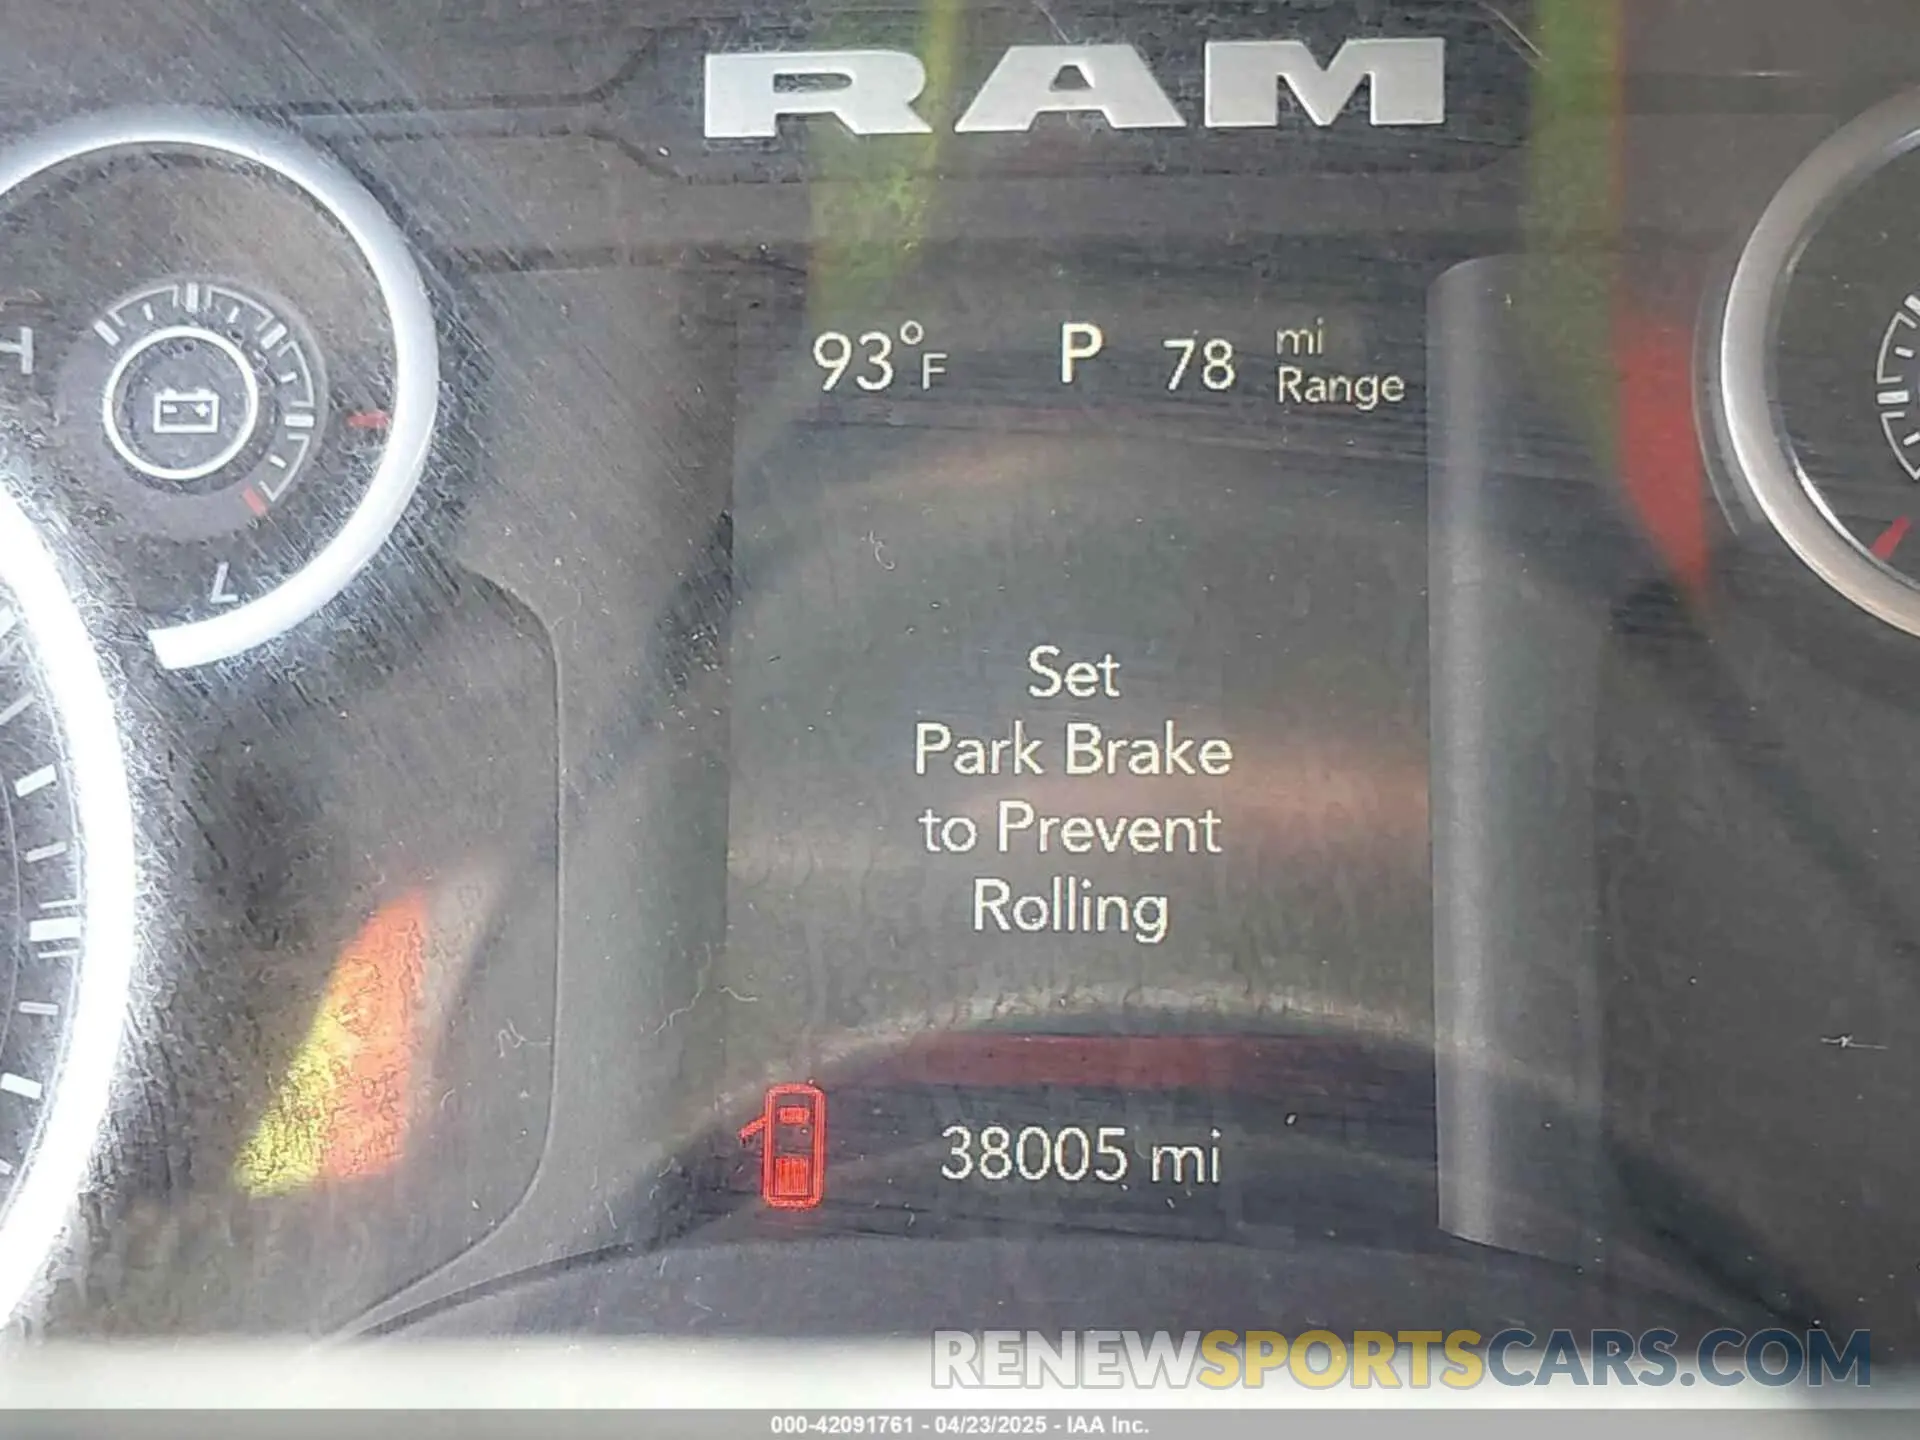 RAM
93°F P 78 mi Range
Set
Park Brake
to Prevent
Rolling
7
38005 mi
RENEWSPORTSCARS.COM
000-42091761 - 04/23/2025 - IAA Inc.